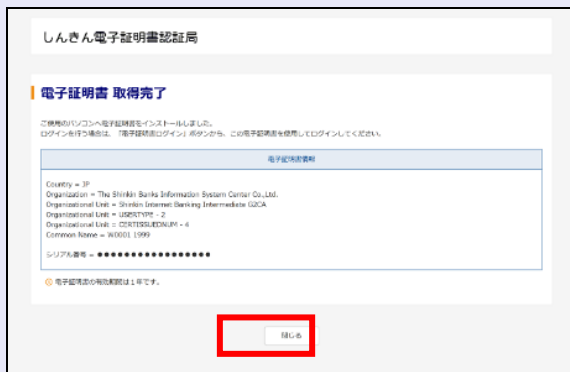 しんきん電子証明書認証局
電子証明書 取得完了
ご使用のパソコンへ電子証明書をインストールしました。
ログインを行う場合は、「電子証明書ログイン」ボタンから、この電子証明書を使用してログインしてください。
電子証明書情報
Country = JP
Organization = The Shinkin Banks Information System Center Co.,Ltd.
Organizational Unit = Shinkin Internet Banking Intermediate G2CA
Organizational Unit = USERTYPE - 2
Organizational Unit = CERTISSUEDNUM - 4
Common Name = W0001 1999
シリアル番号 = ●●●●●●●●●●●●●●●●●
電子証明書の有効期間は1年です。
閉じる